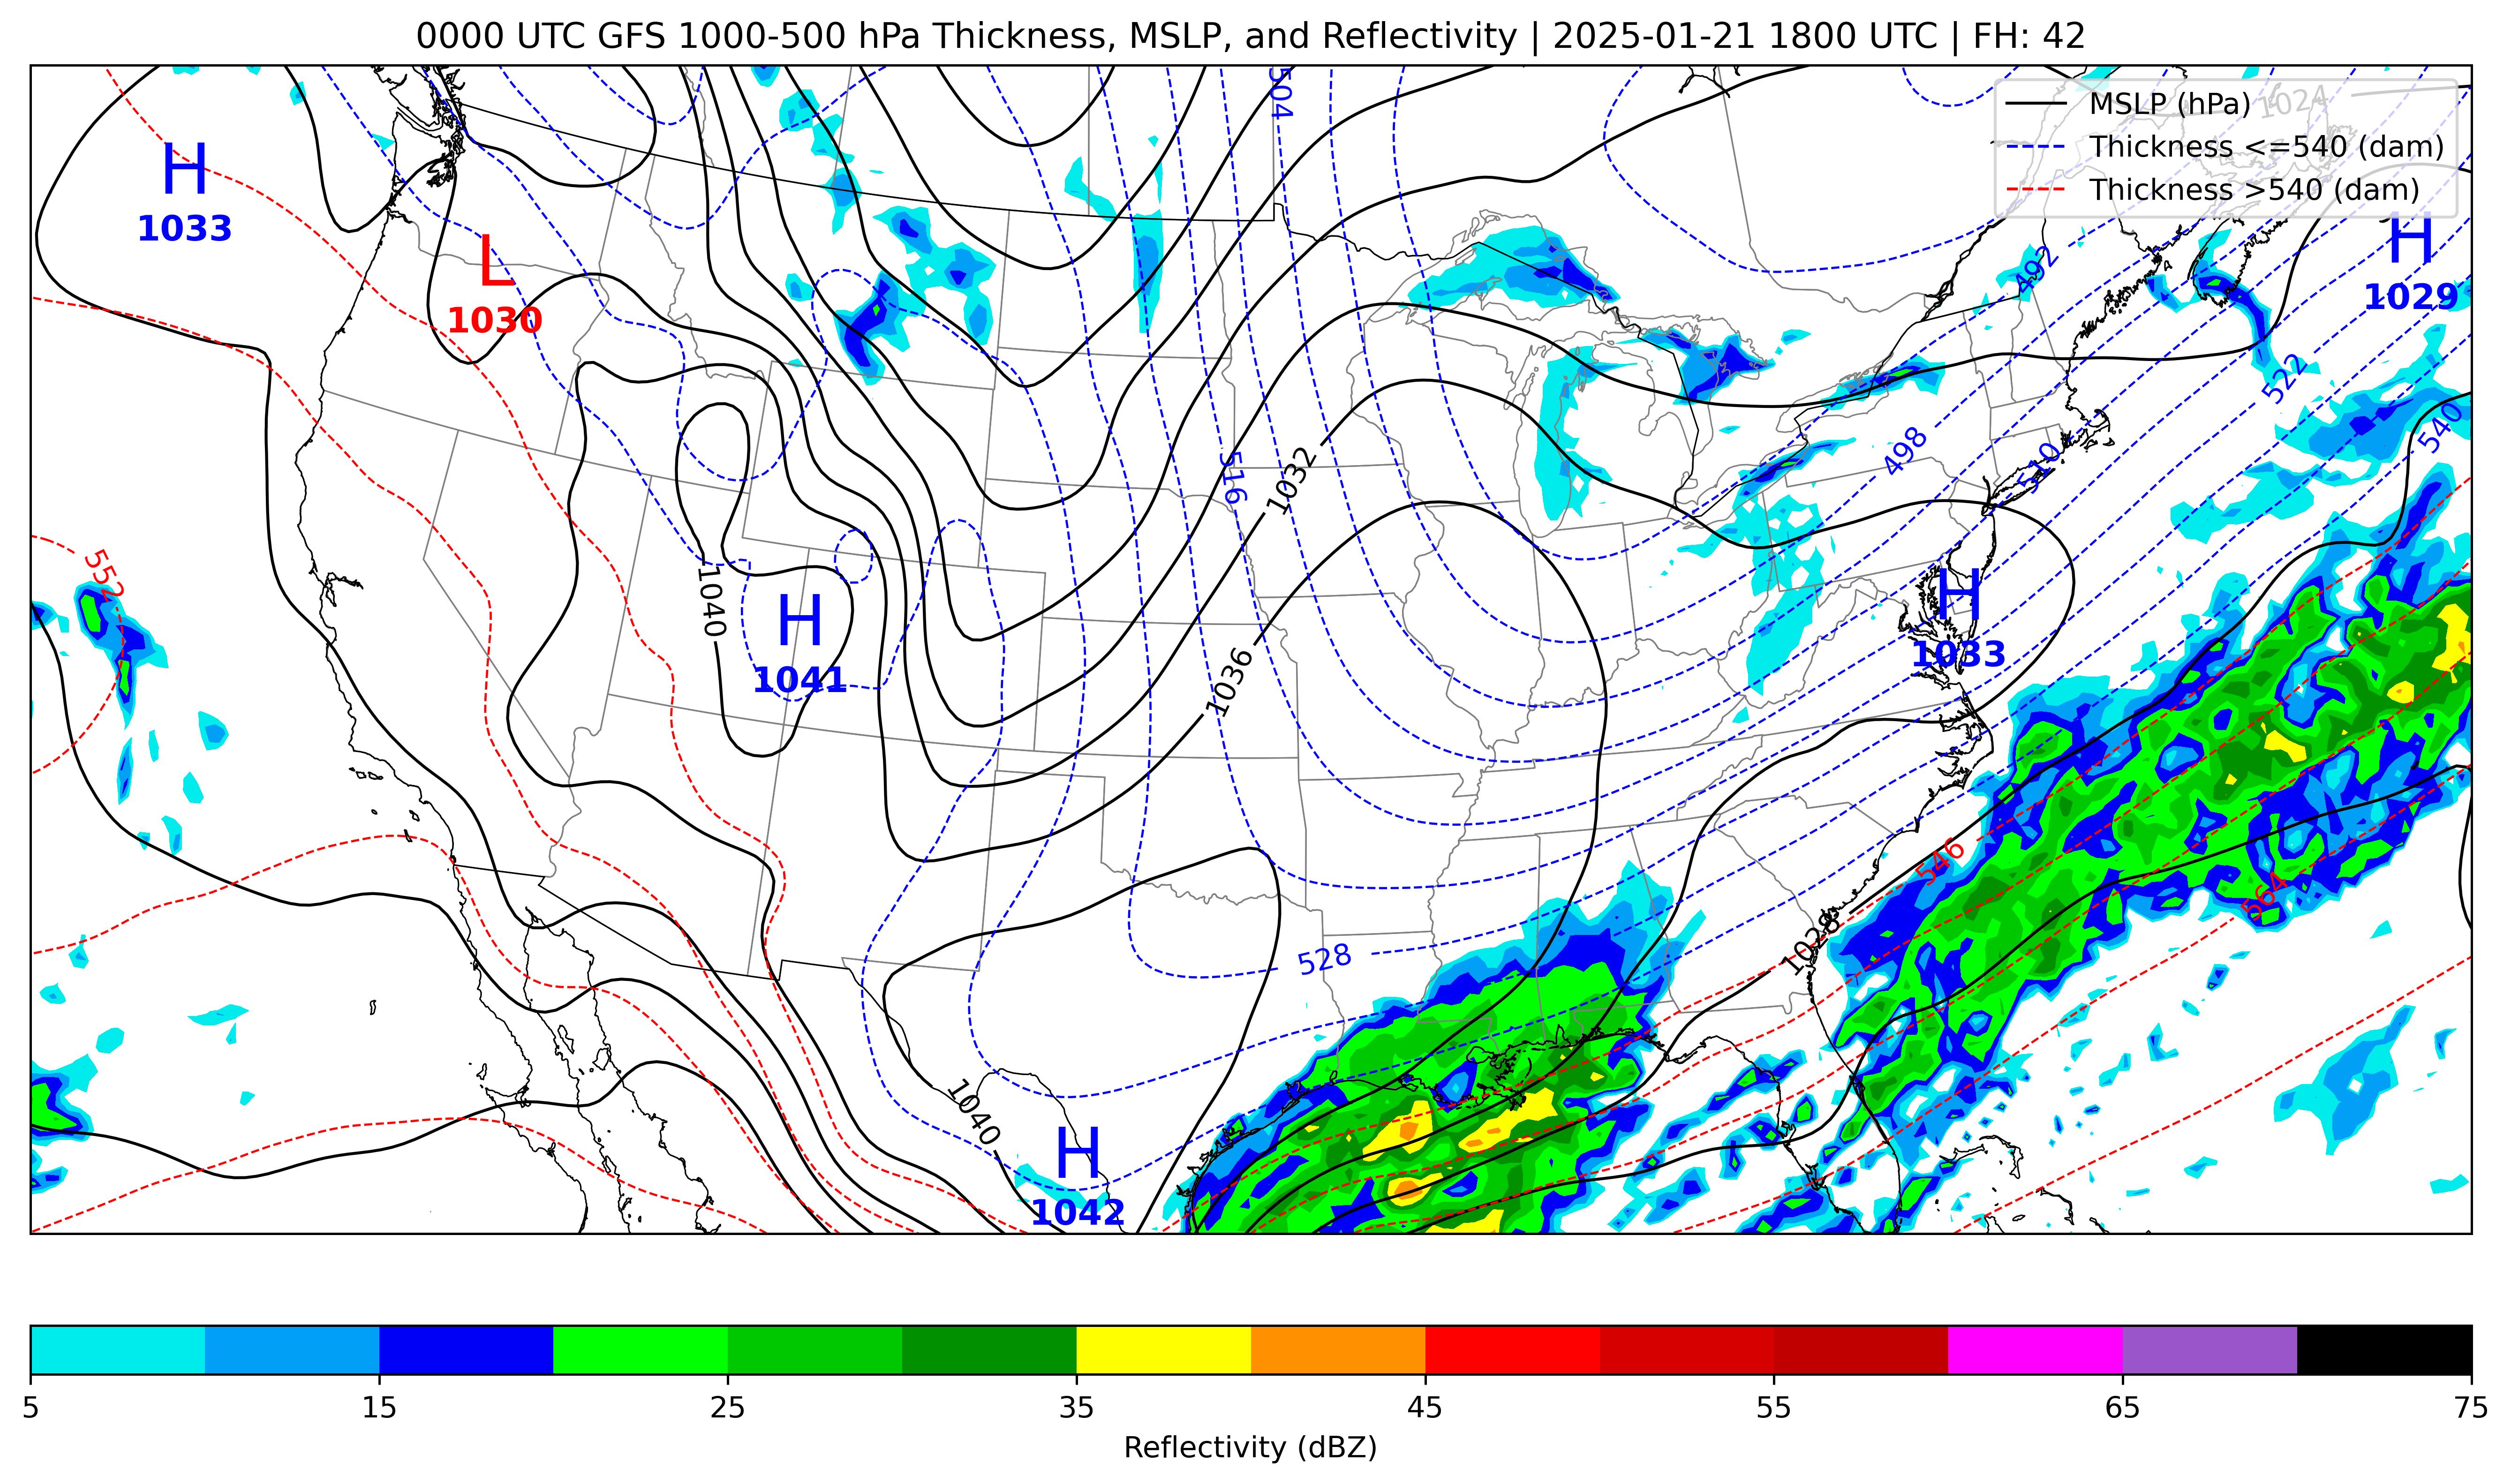 0000 UTC GFS 1000-500 hPa Thickness, MSLP, and Reflectivity | 2025-01-21 1800 UTC | FH: 42
MSLP (hPa)
Thickness <=540 (dam)
Thickness >540 (dam)
504
1024
H
1033
L
1030
H
1029
492
522
540
498
510
516
1032
552
1040
H
1041
1036
H
1033
546
564
1028
528
1040
H
1042
5
15
25
35
45
55
65
75
Reflectivity (dBZ)